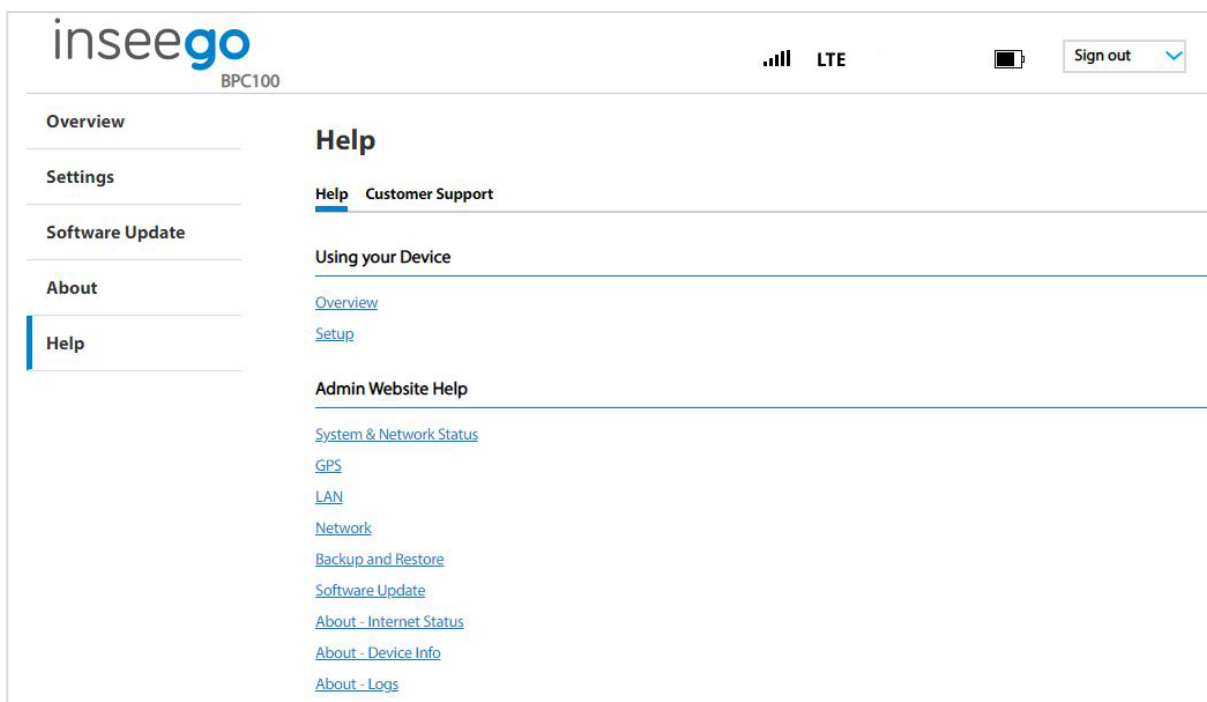 inseego
BPC100
LTE
Sign out
Overview
Settings
Software Update
About
Help
Help
Help Customer Support
Using your Device
Overview
Setup
Admin Website Help
System & Network Status
GPS
LAN
Network
Backup and Restore
Software Update
About - Internet Status
About - Device Info
About - Logs